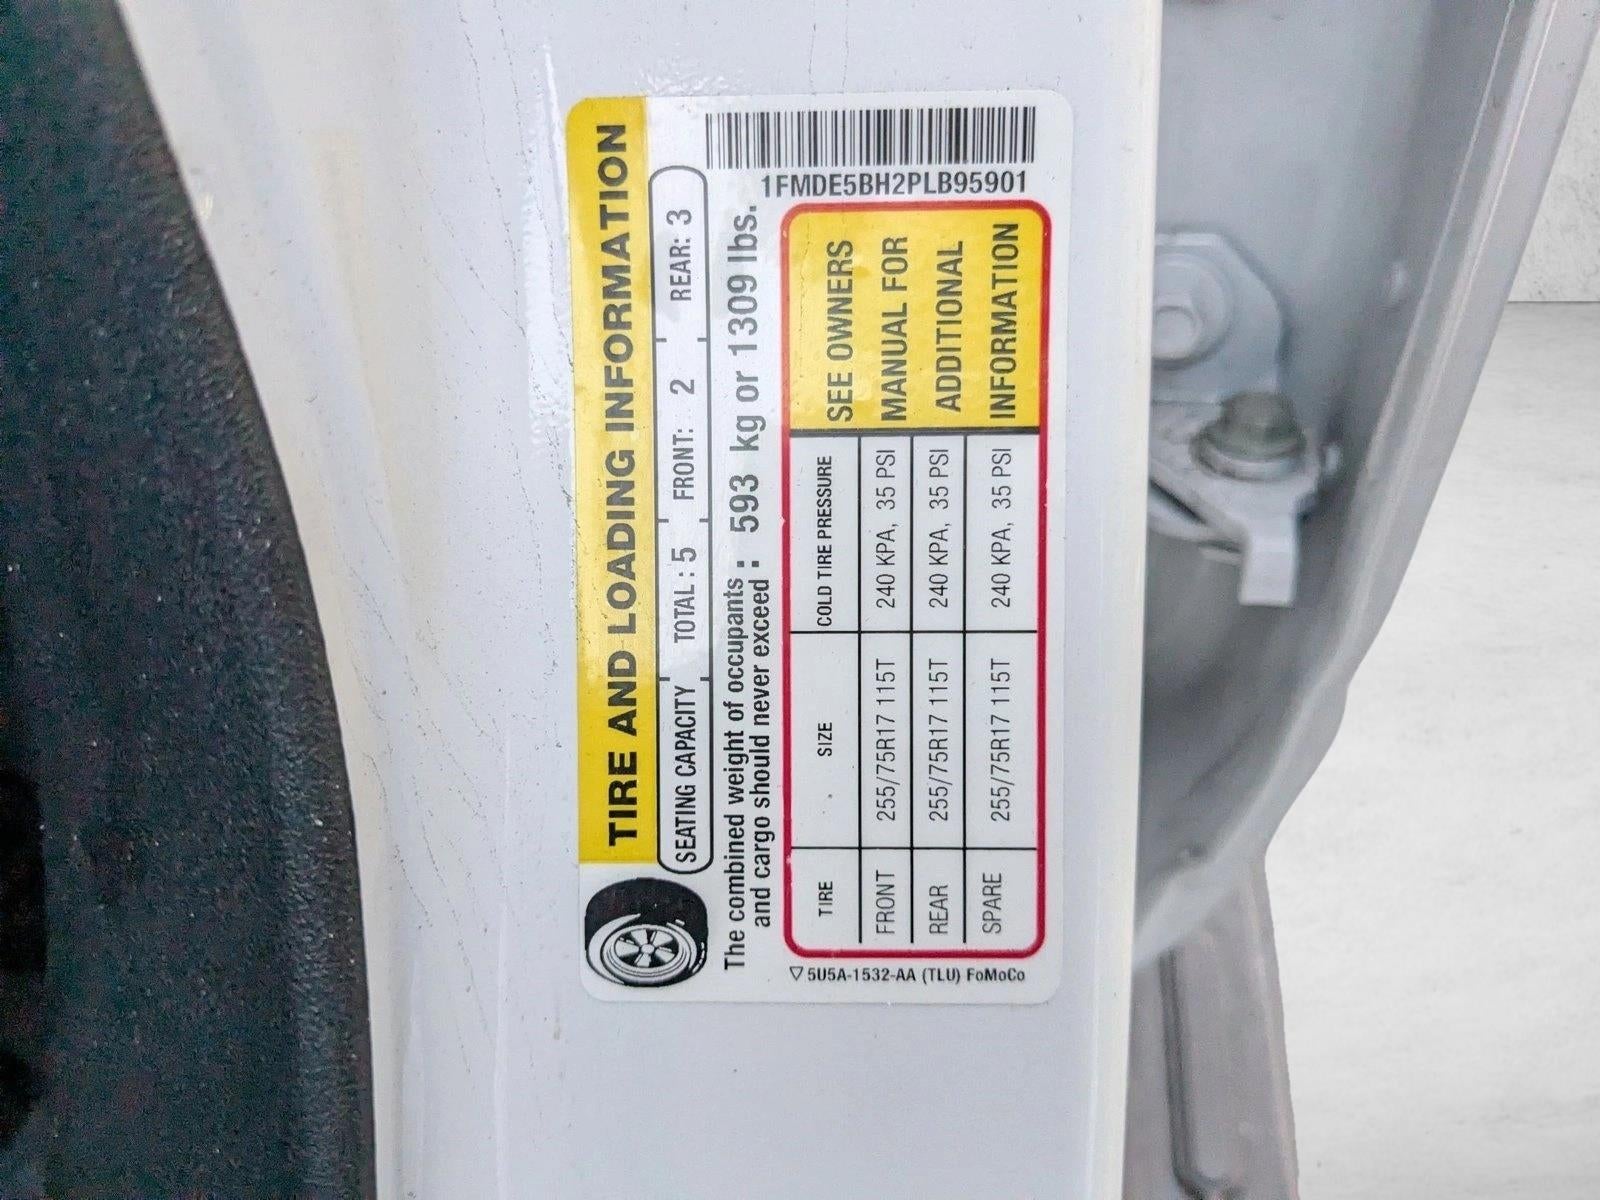 TIRE AND LOADING INFORMATION
SEATING CAPACITY TOTAL : 5 FRONT: 2 REAR: 3
The combined weight of occupants and cargo should never exceed : 593 kg or 1309 lbs.
1FMDE5BH2PLB95901
TIRE SIZE COLD TIRE PRESSURE
FRONT 255/75R17 115T 240 KPA, 35 PSI
REAR 255/75R17 115T 240 KPA, 35 PSI
SPARE 255/75R17 115T 240 KPA, 35 PSI
SEE OWNERS
MANUAL FOR
ADDITIONAL
INFORMATION
5U5A-1532-AA (TLU) FoMoCo